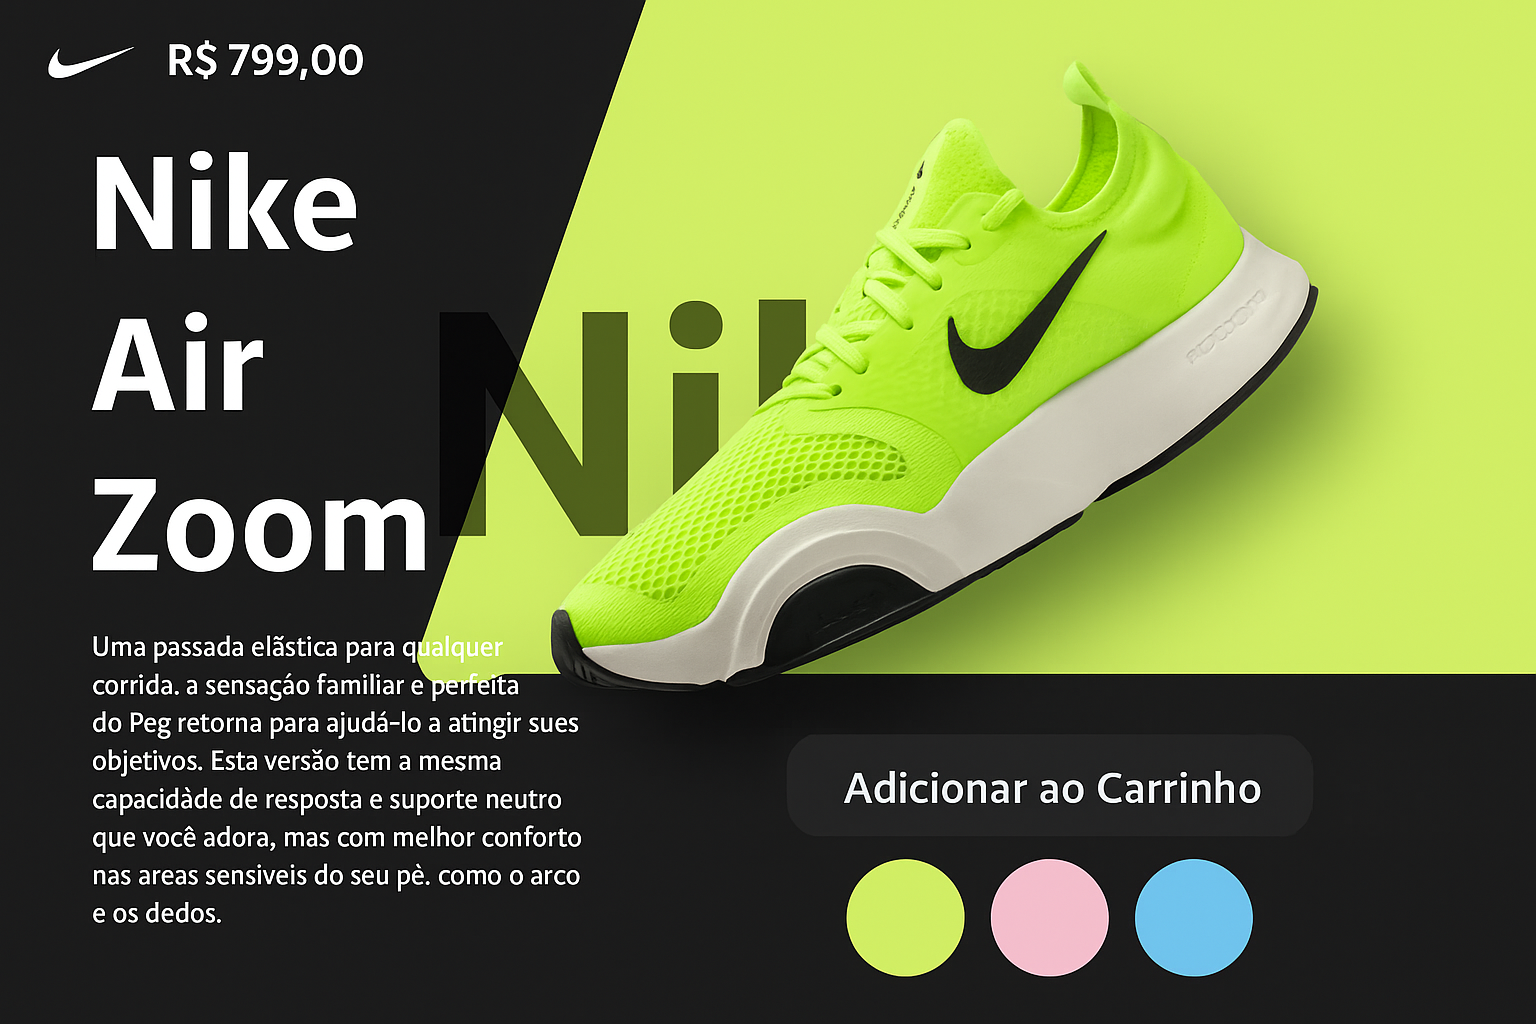 R$ 799,00
Nike
Air
Zoom
Nik
Uma passada elãstica para qualquer
corrida. a sensaçáo familiar e perfeita
do Peg retorna para ajudá-lo a atingir sues
objetivos. Esta versăo tem a mesma
capacidàde de resposta e suporte neutro
que você adora, mas com melhor conforto
nas areas sensiveis do seu pè. como o arco
e os dedos.
Adicionar ao Carrinho